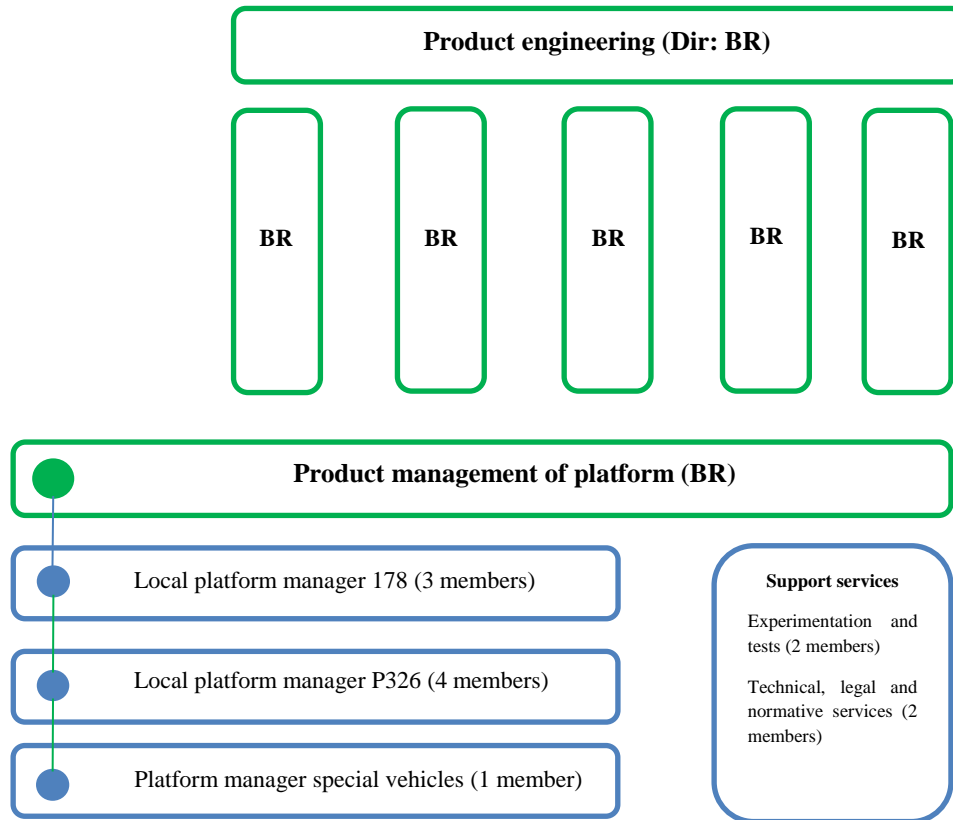 Product engineering (Dir: BR)
BR
BR
BR
BR
BR
Product management of platform (BR)
Local platform manager 178 (3 members)
Local platform manager P326 (4 members)
Platform manager special vehicles (1 member)
Support services
Experimentation and
tests (2 members)
Technical, legal and
normative services (2
members)